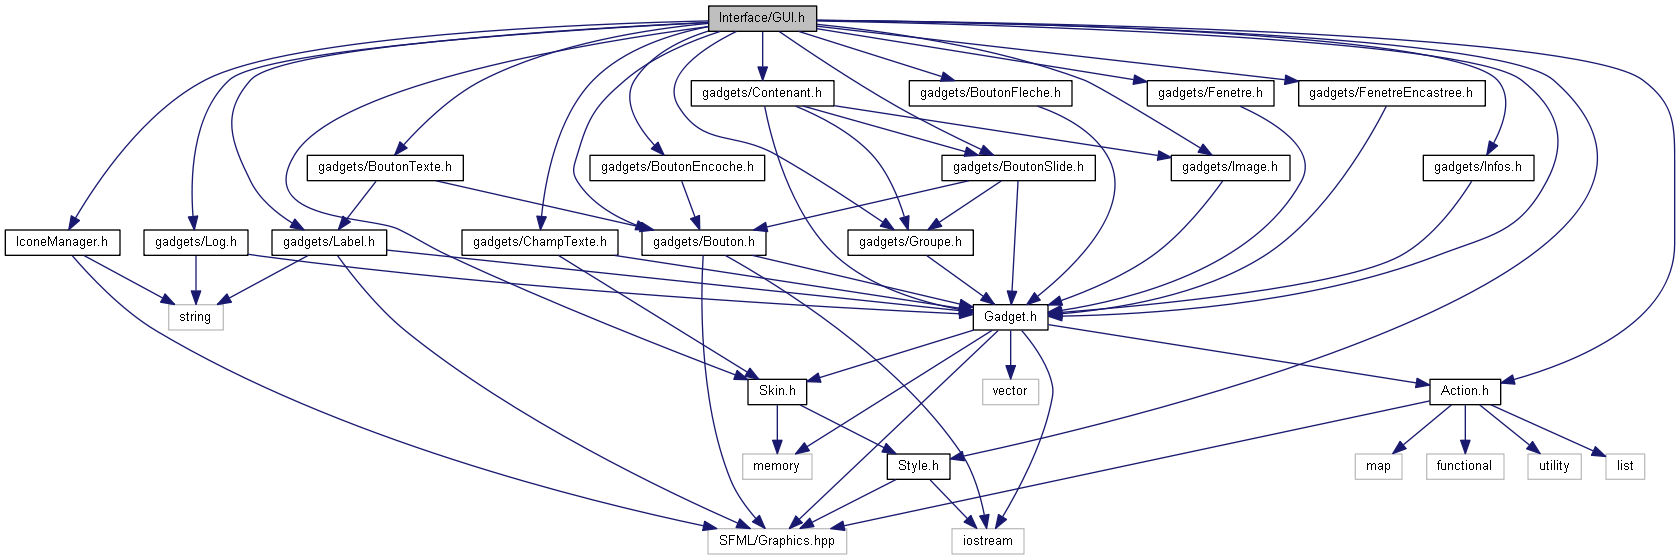 Interface/GUI.h
gadgets/Contenant.h
gadgets/BoutonFleche.h
gadgets/Fenetre.h
gadgets/FenetreEncastree.h
gadgets/BoutonTexte.h
gadgets/BoutonEncoche.h
gadgets/BoutonSlide.h
gadgets/Image.h
gadgets/Infos.h
IconeManager.h
gadgets/Log.h
gadgets/Label.h
gadgets/ChampTexte.h
gadgets/Bouton.h
gadgets/Groupe.h
string
Gadget.h
Skin.h
vector
Action.h
memory
Style.h
map
functional
utility
list
SFML/Graphics.hpp
iostream